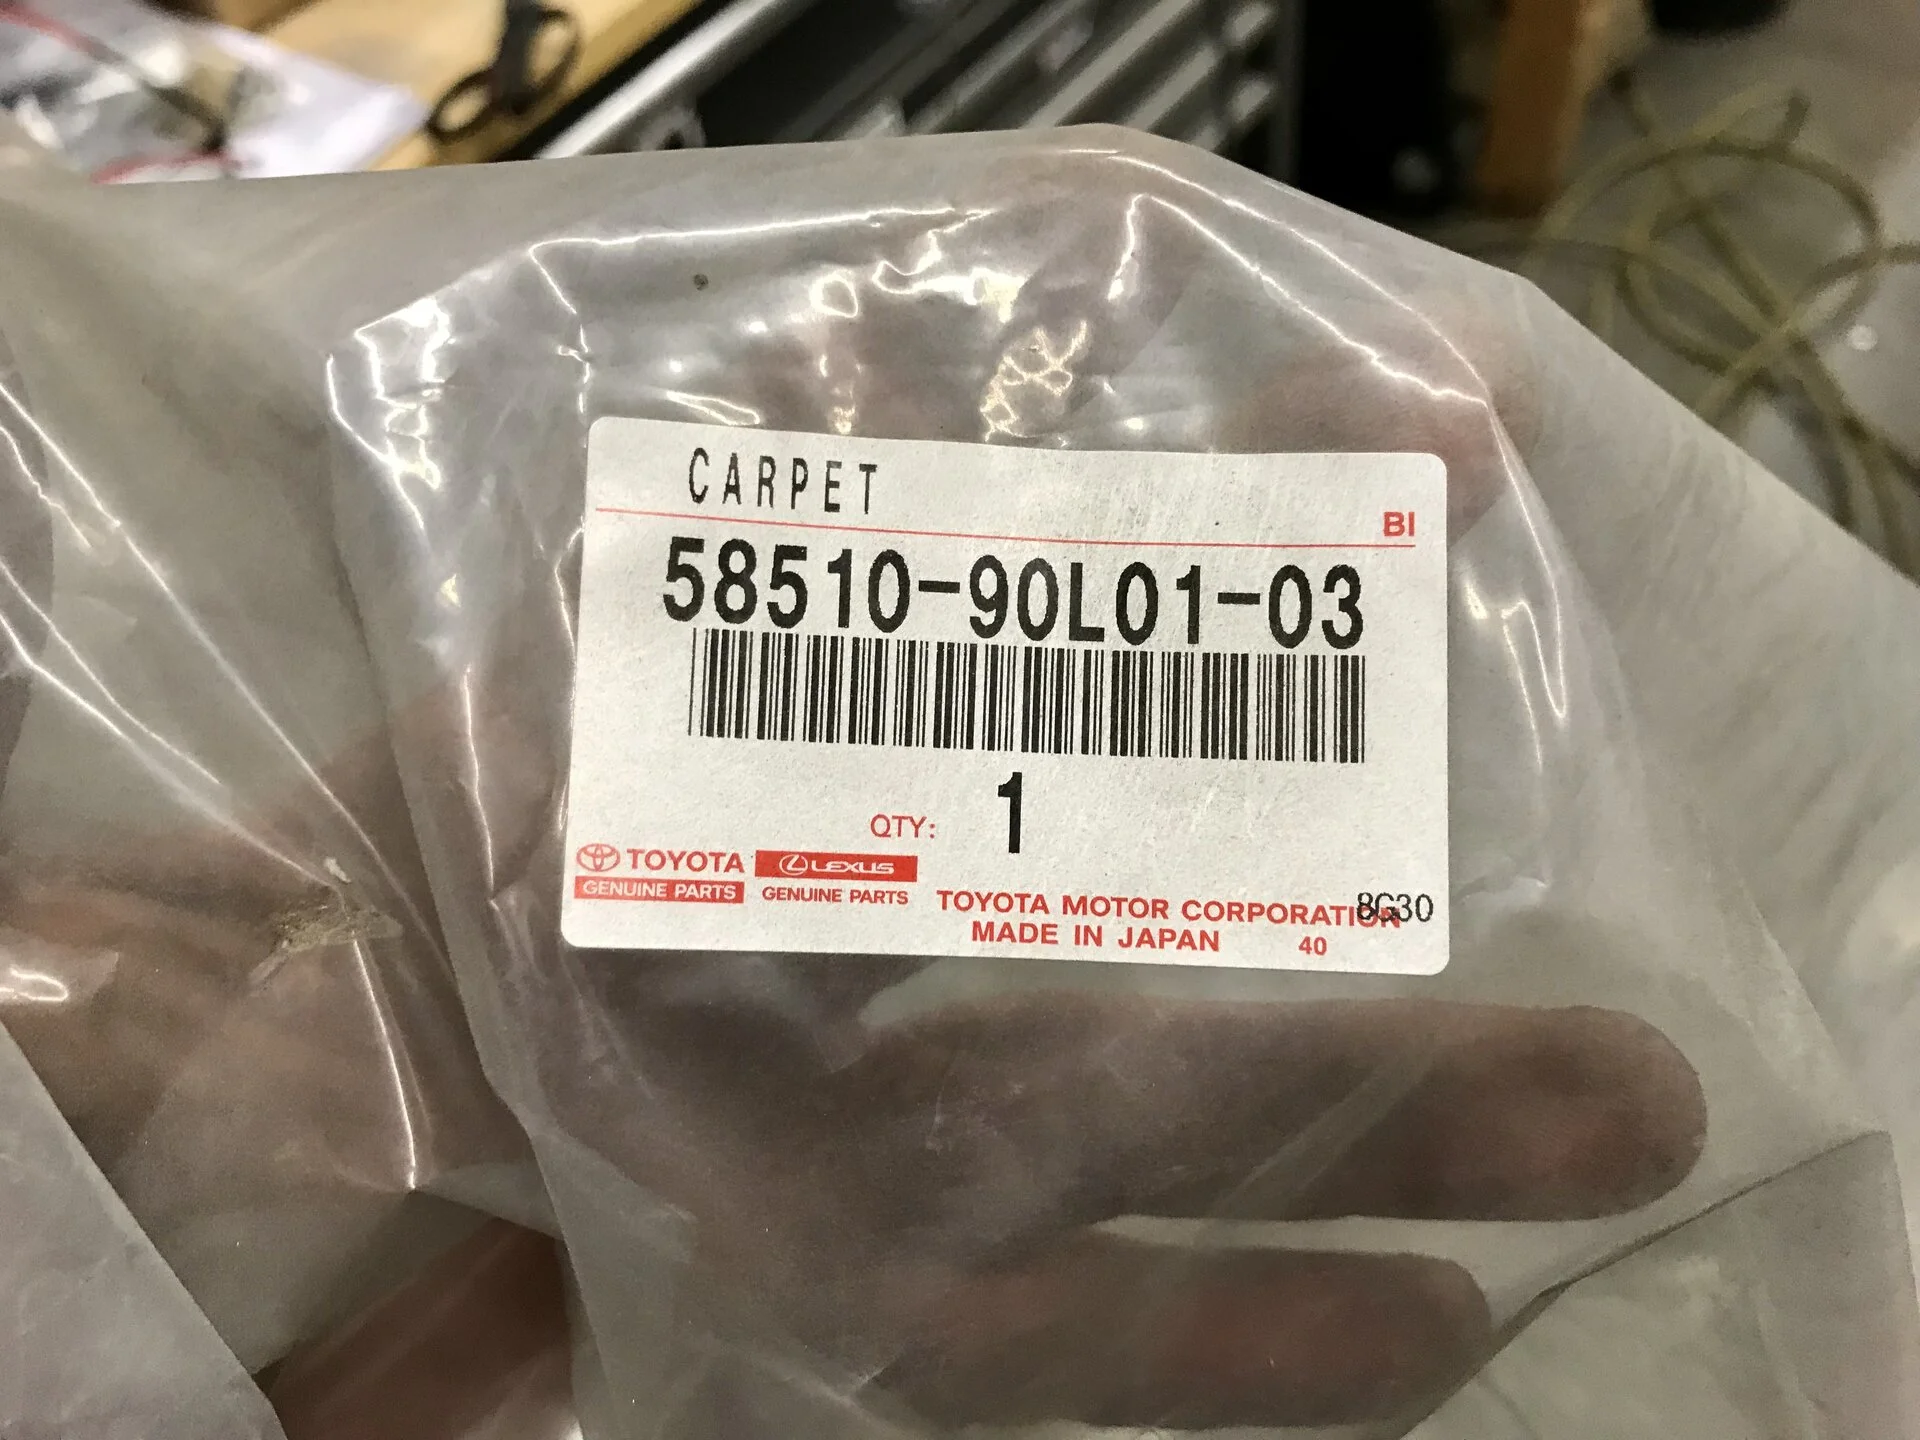 CARPET
BI
58510-90L01-03
QTY: 1
TOYOTA LEXUS
GENUINE PARTS GENUINE PARTS
TOYOTA MOTOR CORPORATION 8G30
MADE IN JAPAN 40